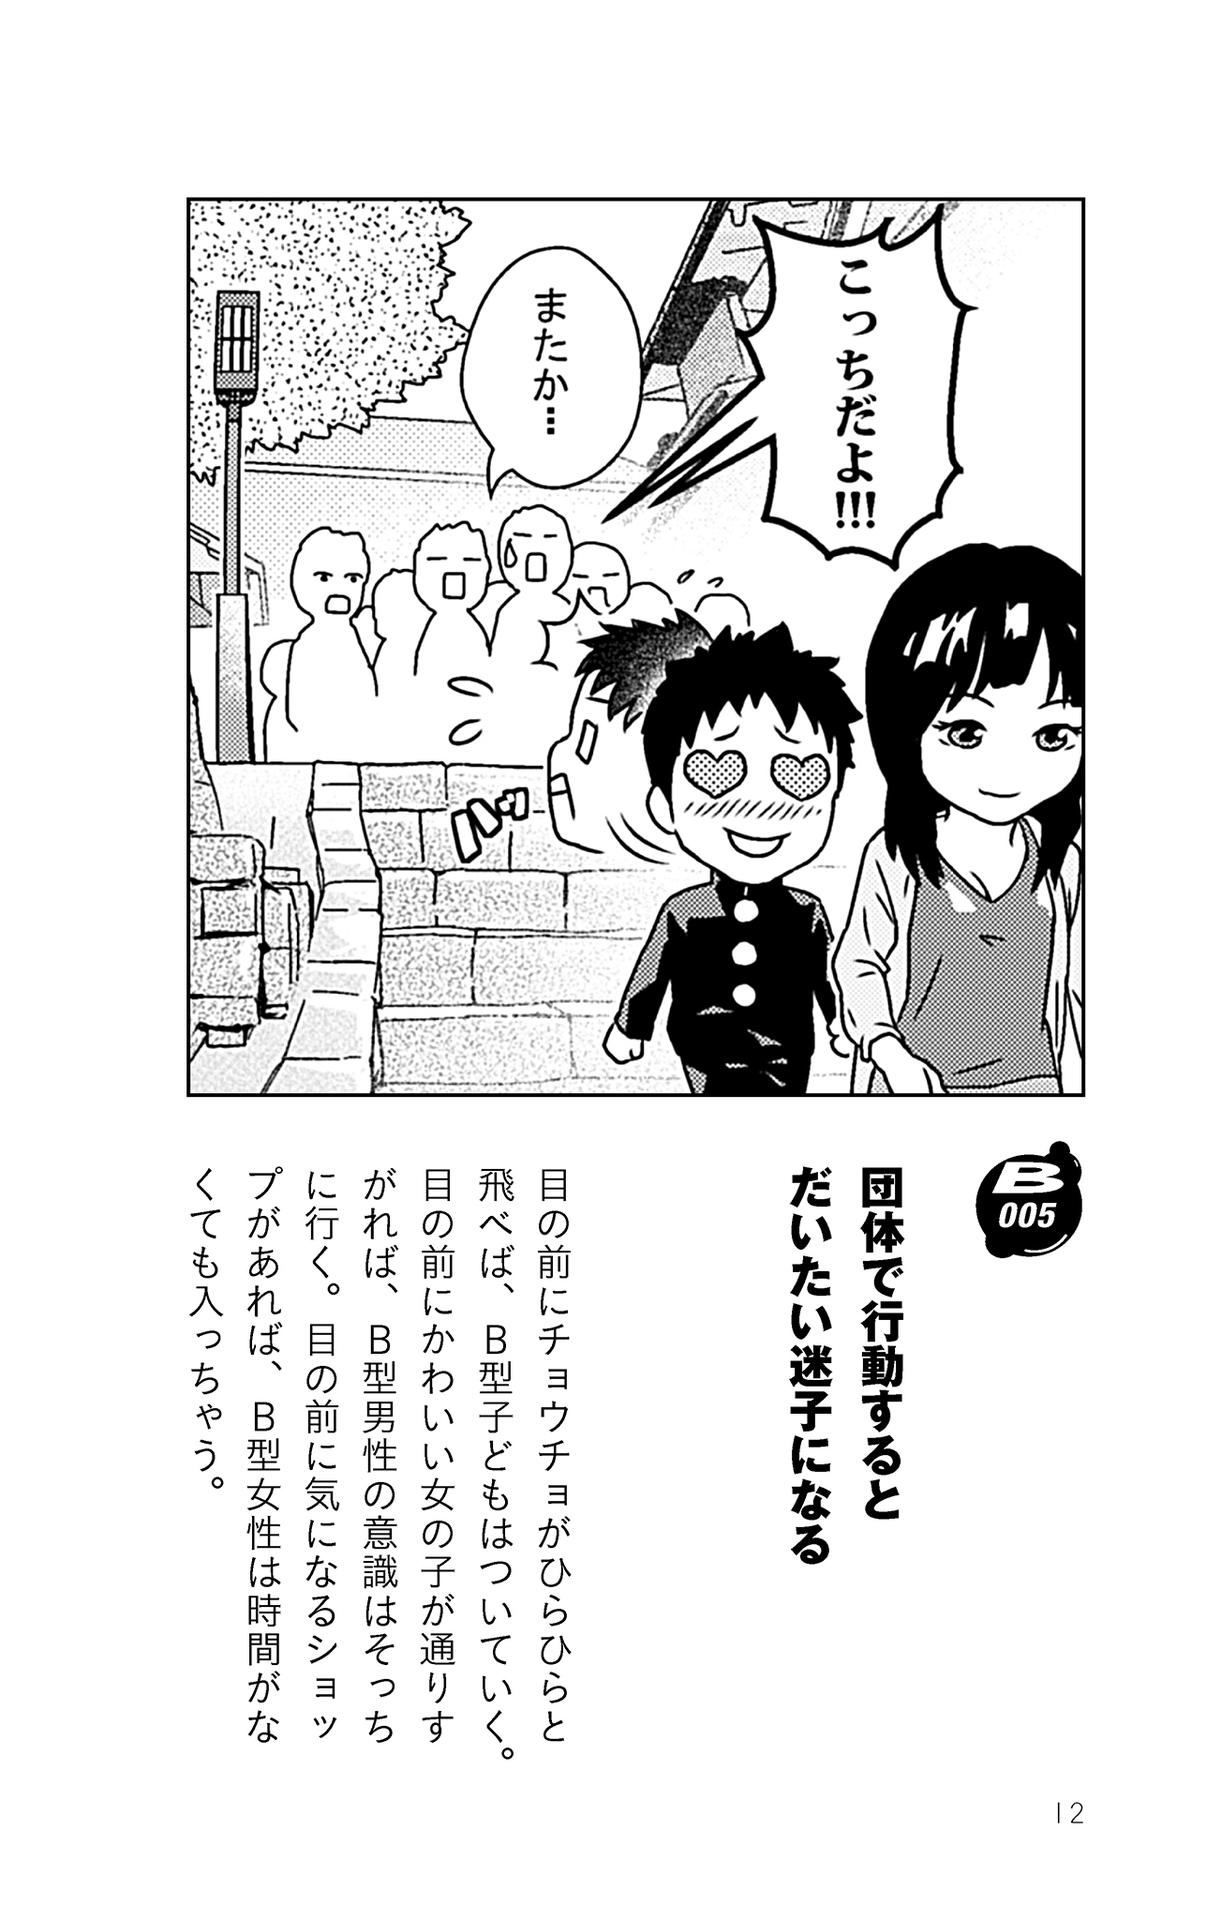 こっちだよ!!!
またか…
バッ
B
005
団体で行動すると
だいたい迷子になる
目の前にチョウチョがひらひらと
飛べば、B型子どもはついていく。
目の前にかわいい女の子が通りす
がれば、B型男性の意識はそっち
に行く。目の前に気になるショッ
プがあれば、B型女性は時間がな
くても入っちゃう。
12